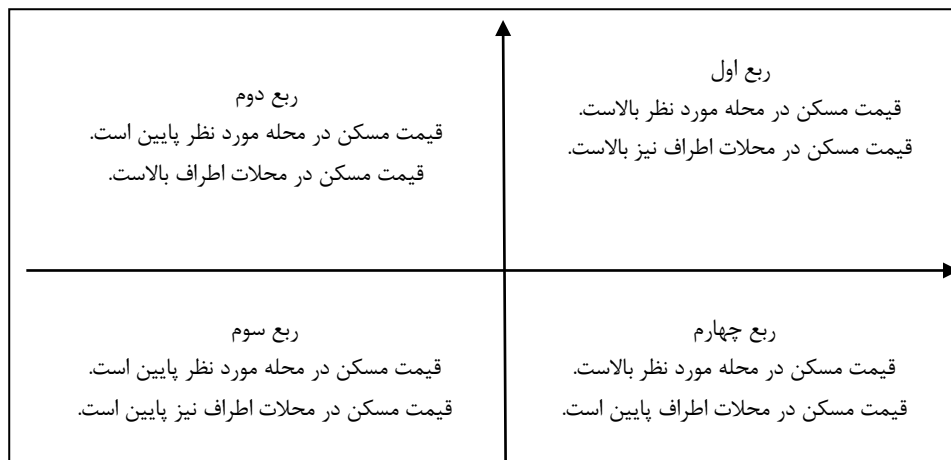 ربع اول
قیمت مسکن در محله مورد نظر بالاست.
قیمت مسکن در محلات اطراف نیز بالاست.
ربع دوم
قیمت مسکن در محله مورد نظر پایین است.
قیمت مسکن در محلات اطراف بالاست.
ربع سوم
قیمت مسکن در محله مورد نظر پایین است.
قیمت مسکن در محلات اطراف نیز پایین است.
ربع چهارم
قیمت مسکن در محله مورد نظر بالاست.
قیمت مسکن در محلات اطراف پایین است.